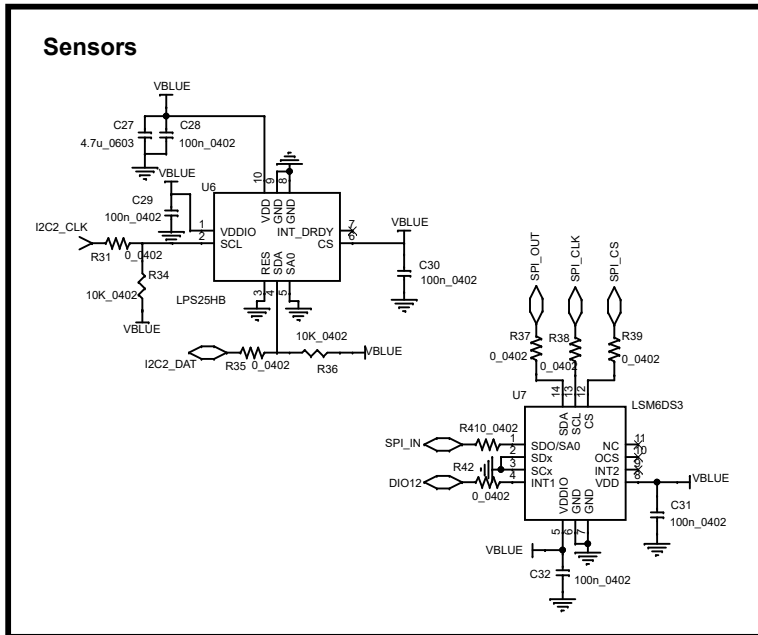 Sensors
VBLUE
C27
4.7u_0603
C28
100n_0402
VBLUE
C29
100n_0402
U6
10
9
8
VDD
GND
GND
I2C2_CLK
1
2
VDDIO
SCL
INT_DRDY
CS
7
6
VBLUE
C30
100n_0402
R31
0_0402
R34
10K_0402
VBLUE
RES
SDA
SA0
3
4
5
LPS25HB
I2C2_DAT
R35
0_0402
10K_0402
R36
VBLUE
SPI_OUT
SPI_CLK
SPI_CS
R37
0_0402
R38
0_0402
R39
0_0402
U7
14
13
12
LSM6DS3
SDA
SCL
CS
SPI_IN
R410_0402
1
2
3
4
SDO/SA0
SDx
SCx
INT1
NC
OCS
INT2
VDD
11
10
9
8
R42
DIO12
0_0402
VDDIO
GND
GND
5
6
7
VBLUE
C31
100n_0402
VBLUE
C32
100n_0402